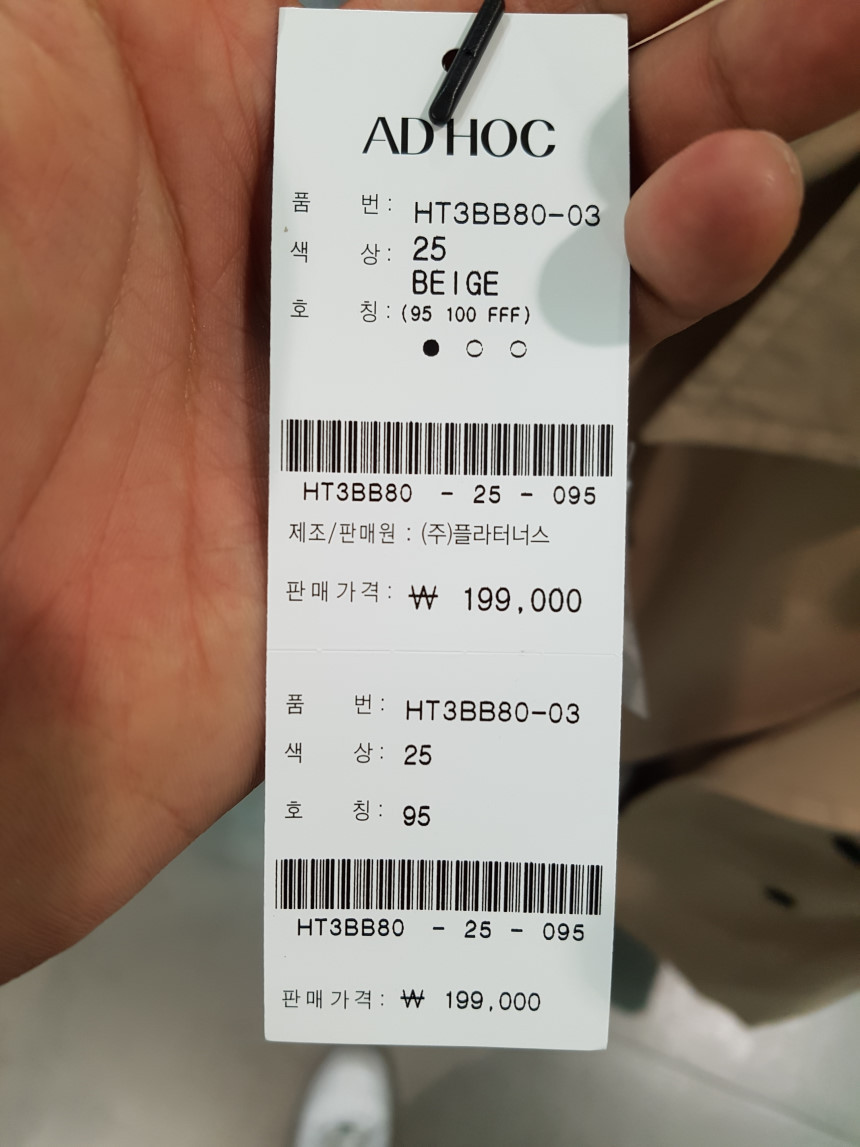 AD HOC
품 번: HT3BB80-03
색 상: 25
BEIGE
호 칭: (95 100 FFF)
HT3BB80 - 25 - 095
제조/판매원 : (주)플라터너스
판매가격: ₩ 199,000
품 번: HT3BB80-03
색 상: 25
호 칭: 95
HT3BB80 - 25 - 095
판매가격: ₩ 199,000